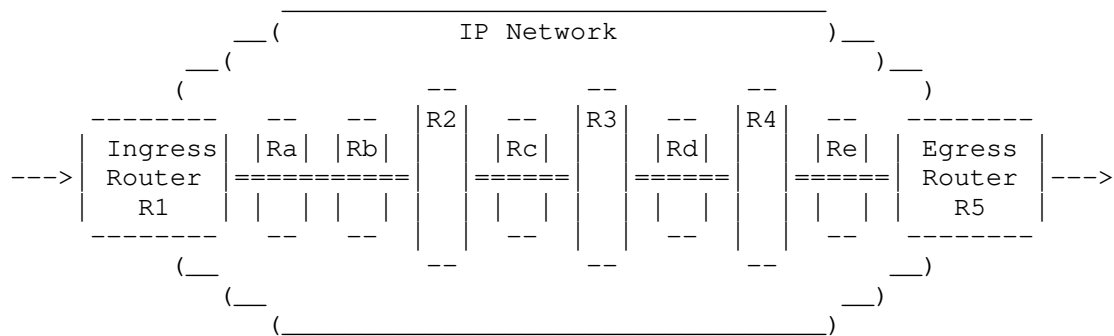 IP Network
R2 R3 R4
Ingress Ra Rb Rc Rd Re Egress
Router Router
R1 R5